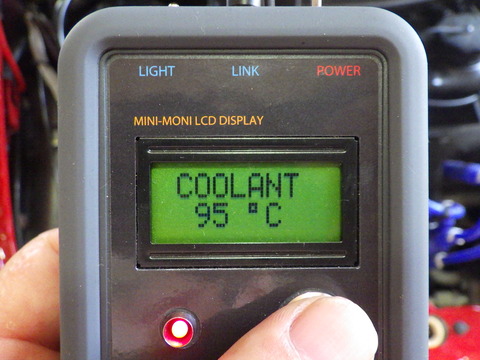 LIGHT LINK POWER
MINI-MONI LCD DISPLAY
COOLANT
95 °C